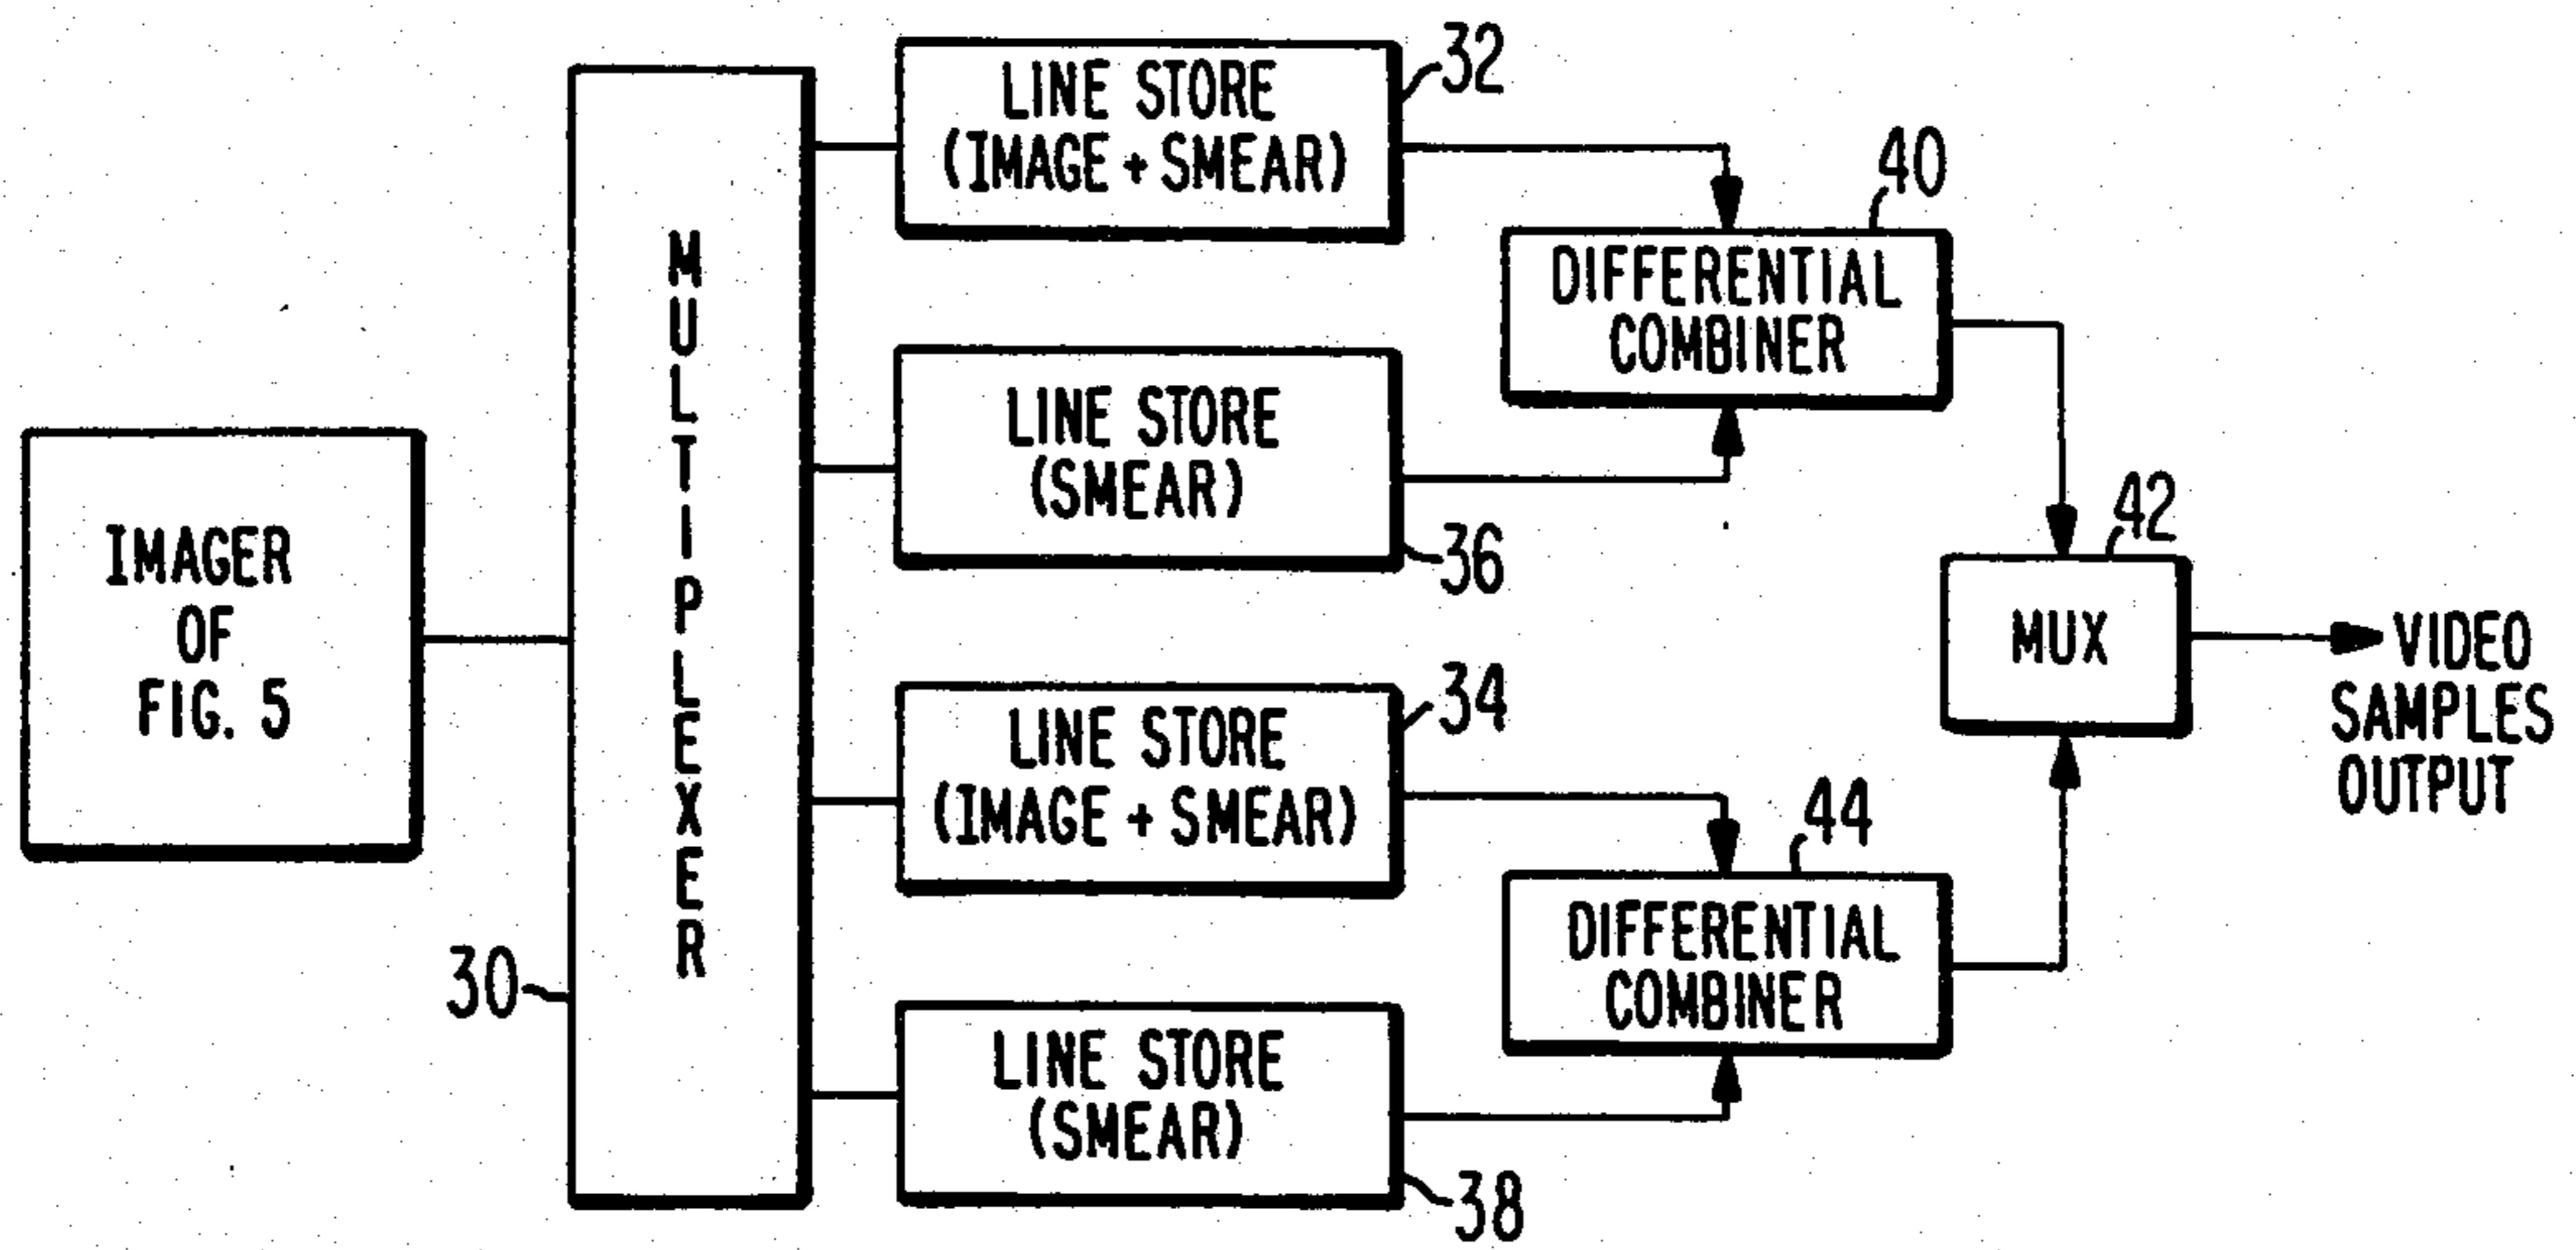 IMAGER
OF
FIG. 5
30
MULTIPLEXER
LINE STORE
(IMAGE + SMEAR)
32
LINE STORE
(SMEAR)
36
LINE STORE
(IMAGE + SMEAR)
34
LINE STORE
(SMEAR)
38
DIFFERENTIAL
COMBINER
40
DIFFERENTIAL
COMBINER
44
MUX
42
VIDEO
SAMPLES
OUTPUT